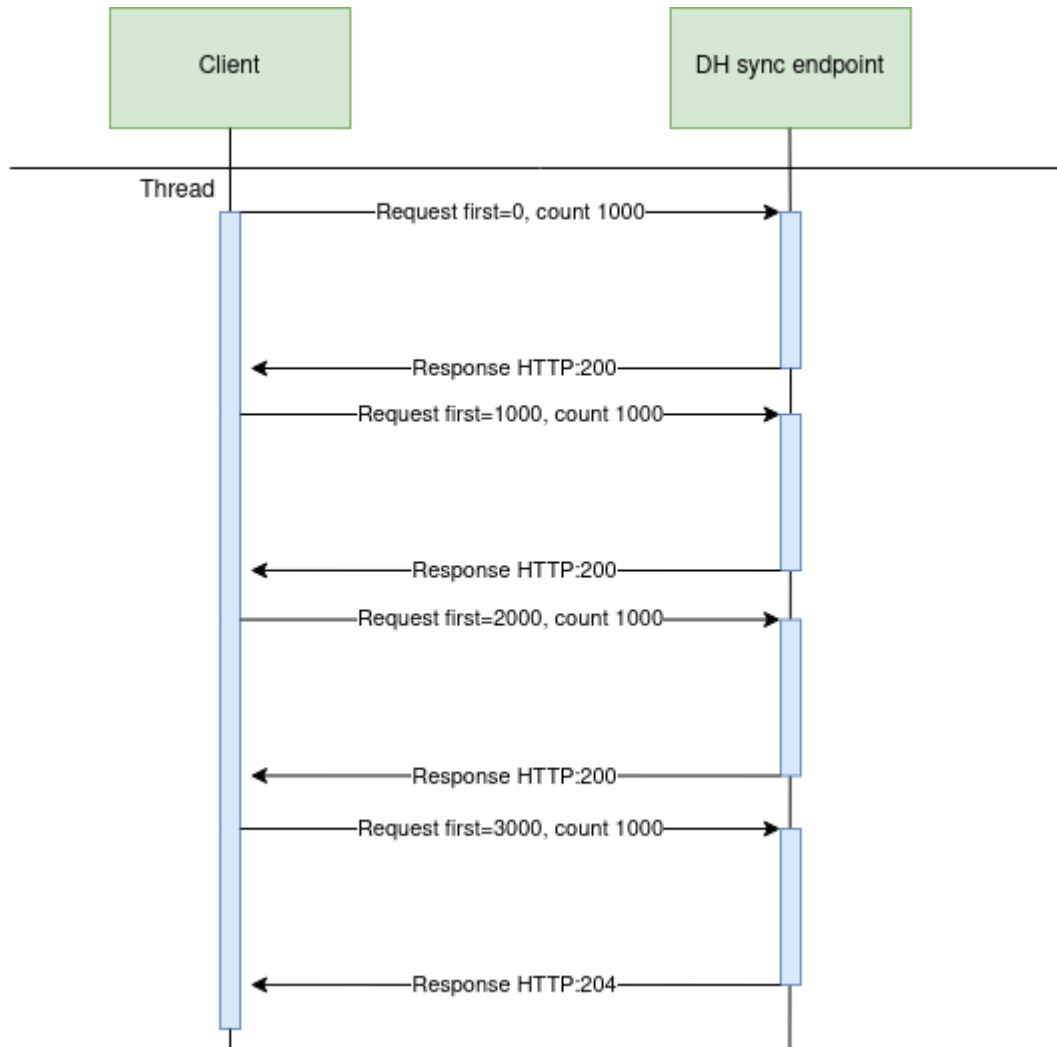 Client
DH sync endpoint
Thread
Request first=0, count 1000
Response HTTP:200
Request first=1000, count 1000
Response HTTP:200
Request first=2000, count 1000
Response HTTP:200
Request first=3000, count 1000
Response HTTP:204